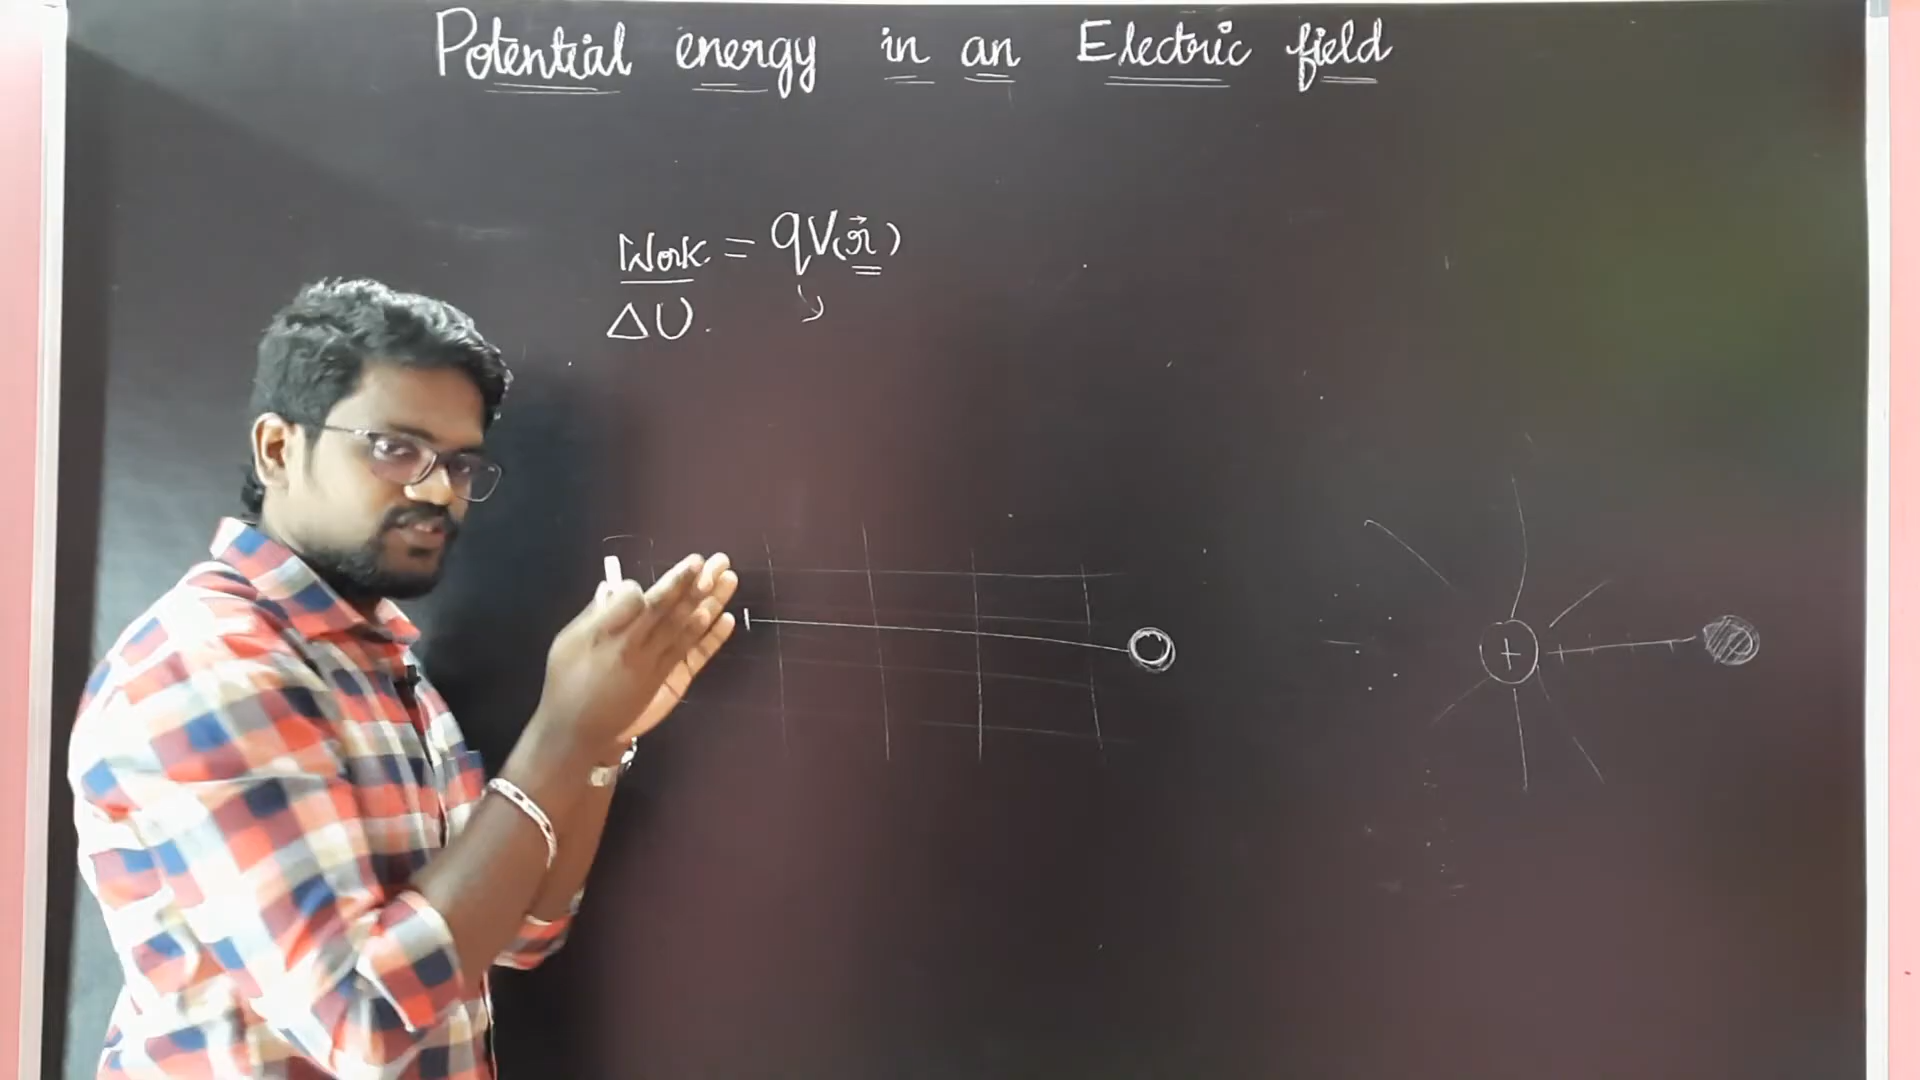 Potential energy in an Electric field
Work = qV(r⃗)
ΔU.
+